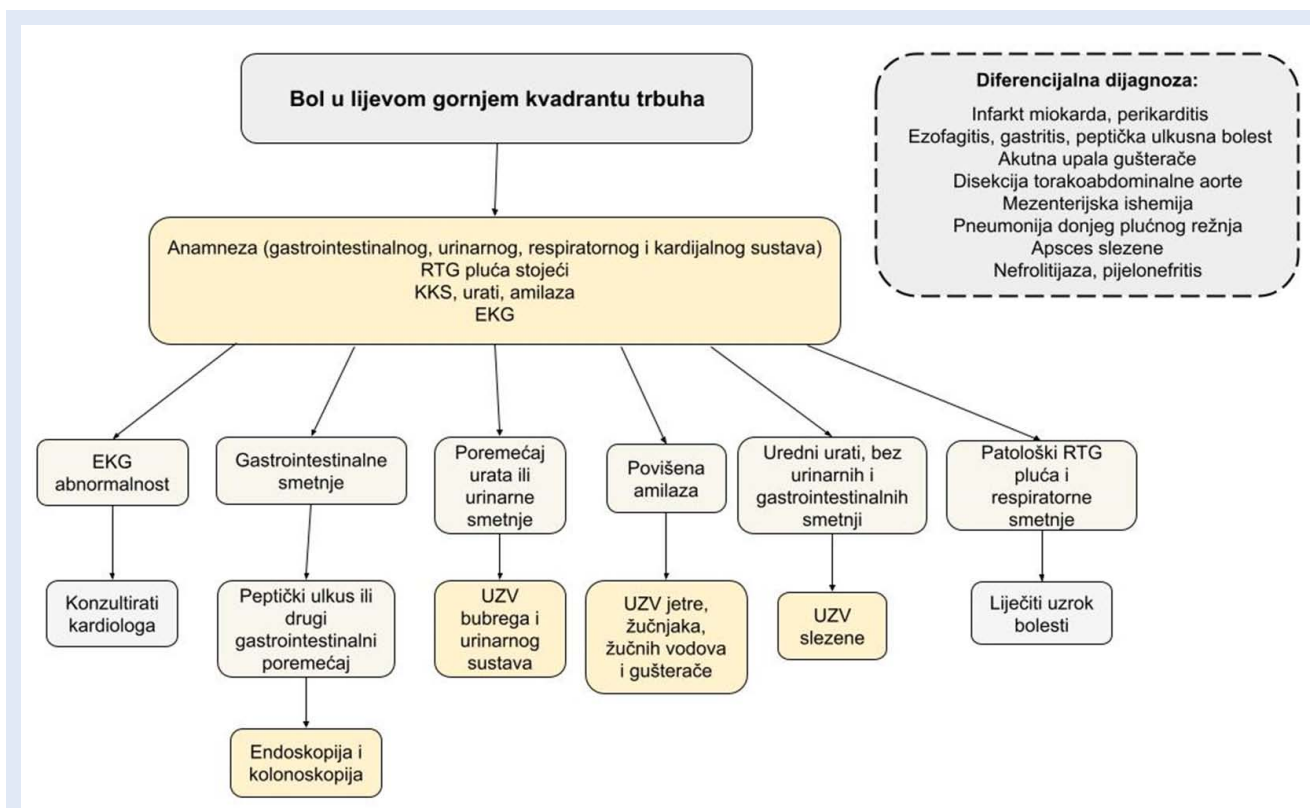 Bol u lijevom gornjem kvadrantu trbuha
Diferencijalna dijagnoza:
Infarkt miokarda, perikarditis
Ezofagitis, gastritis, peptička ulkusna bolest
Akutna upala gušterače
Disekcija torakoabdominalne aorte
Mezenterijska ishemija
Pneumonija donjeg plućnog režnja
Apsces slezene
Nefrolitijaza, pijelonefritis
Anamneza (gastrointestinalnog, urinarnog, respiratornog i kardijalnog sustava)
RTG pluća stojeći
KKS, urati, amilaza
EKG
EKG
abnormalnost
Gastrointestinalne
smetnje
Poremećaj
urata ili
urinarne
smetnje
Povišena
amilaza
Uredni urati, bez
urinarnih i
gastrointestinalnih
smetnji
Patološki RTG
pluća i
respiratorne
smetnje
Konzultirati
kardiologa
Peptički ulkus ili
drugi
gastrointestinalni
poremećaj
UZV
bubrega i
urinarnog
sustava
UZV jetre,
žučnjaka,
žučnih vodova
i gušterače
UZV
slezene
Liječiti uzrok
bolesti
Endoskopija i
kolonoskopija